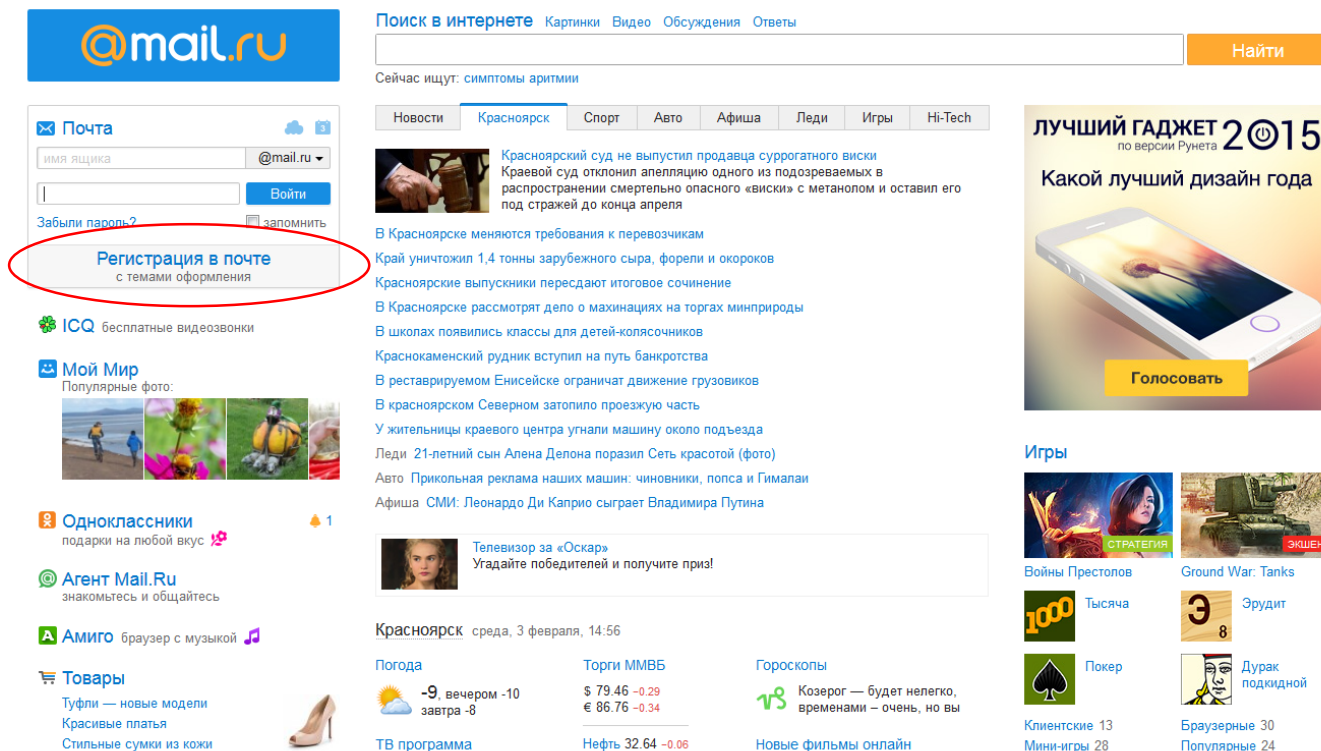 @mail.ru
Поиск в интернете Картинки Видео Обсуждения Ответы
Найти
Сейчас ищут: симптомы аритмии
Почта
3
имя ящика
@mail.ru
Войти
Забыли пароль?
запомнить
Регистрация в почте
с темами оформления
ICQ бесплатные видеозвонки
Мой Мир
Популярные фото:
Одноклассники 1
подарки на любой вкус
Агент Mail.Ru
знакомьтесь и общайтесь
Амиго браузер с музыкой
Товары
Туфли — новые модели
Красивые платья
Стильные сумки из кожи
Новости Красноярск Спорт Авто Афиша Леди Игры Hi-Tech
Красноярский суд не выпустил продавца суррогатного виски
Краевой суд отклонил апелляцию одного из подозреваемых в
распространении смертельно опасного «виски» с метанолом и оставил его
под стражей до конца апреля
В Красноярске меняются требования к перевозчикам
Край уничтожил 1,4 тонны зарубежного сыра, форели и окороков
Красноярские выпускники пересдают итоговое сочинение
В Красноярске рассмотрят дело о махинациях на торгах минприроды
В школах появились классы для детей-колясочников
Краснокаменский рудник вступил на путь банкротства
В реставрируемом Енисейске ограничат движение грузовиков
В красноярском Северном затопило проезжую часть
У жительницы краевого центра угнали машину около подъезда
Леди 21-летний сын Алена Делона поразил Сеть красотой (фото)
Авто Прикольная реклама наших машин: чиновники, попса и Гималаи
Афиша СМИ: Леонардо Ди Каприо сыграет Владимира Путина
Телевизор за «Оскар»
Угадайте победителей и получите приз!
Красноярск среда, 3 февраля, 14:56
Погода
-9, вечером -10
завтра -8
ТВ программа
Торги ММВБ
$ 79.46 −0.29
€ 86.76 −0.34
Нефть 32.64 −0.06
Гороскопы
Козерог — будет нелегко,
временами – очень, но вы
Новые фильмы онлайн
ЛУЧШИЙ ГАДЖЕТ 2015
по версии Рунета
Какой лучший дизайн года
Голосовать
Игры
СТРАТЕГИЯ
ЭКШЕН
Войны Престолов
Ground War: Tanks
1000
Тысяча
Э 8
Эрудит
Покер
Дурак
подкидной
Клиентские 13
Браузерные 30
Мини-игры 28
Популярные 24